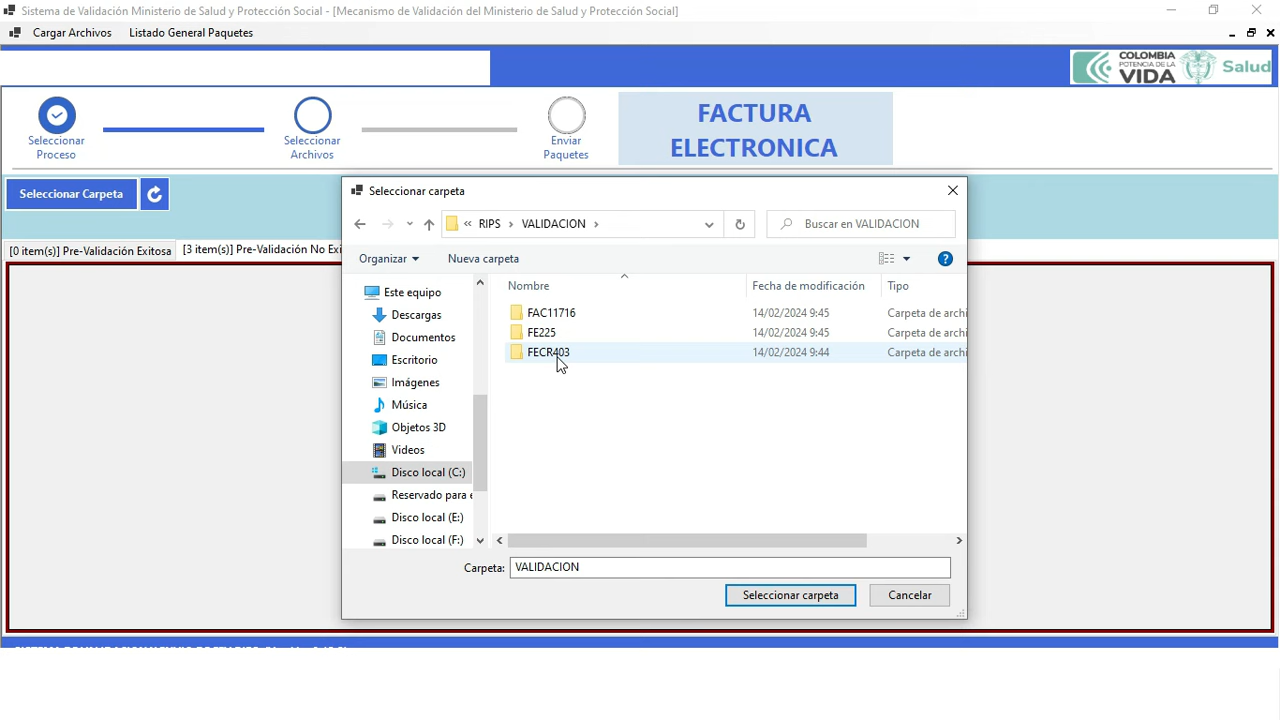 Sistema de Validación Ministerio de Salud y Protección Social - [Mecanismo de Validación del Ministerio de Salud y Protección Social]
Cargar Archivos Listado General Paquetes
COLOMBIA
POTENCIA DE LA
VIDA
Salud
Seleccionar
Proceso
Seleccionar
Archivos
Enviar
Paquetes
FACTURA
ELECTRONICA
Seleccionar Carpeta
[0 item(s)] Pre-Validación Exitosa
[3 item(s)] Pre-Validación No Exi
Seleccionar carpeta
« RIPS > VALIDACION >
Buscar en VALIDACION
Organizar Nueva carpeta
Este equipo
Descargas
Documentos
Escritorio
Imágenes
Música
Objetos 3D
Videos
Disco local (C:)
Reservado para e
Disco local (E:)
Disco local (F:)
Nombre Fecha de modificación Tipo
FAC11716 14/02/2024 9:45 Carpeta de archi
FE225 14/02/2024 9:45 Carpeta de archi
FECR403 14/02/2024 9:44 Carpeta de archi
Carpeta: VALIDACION
Seleccionar carpeta Cancelar